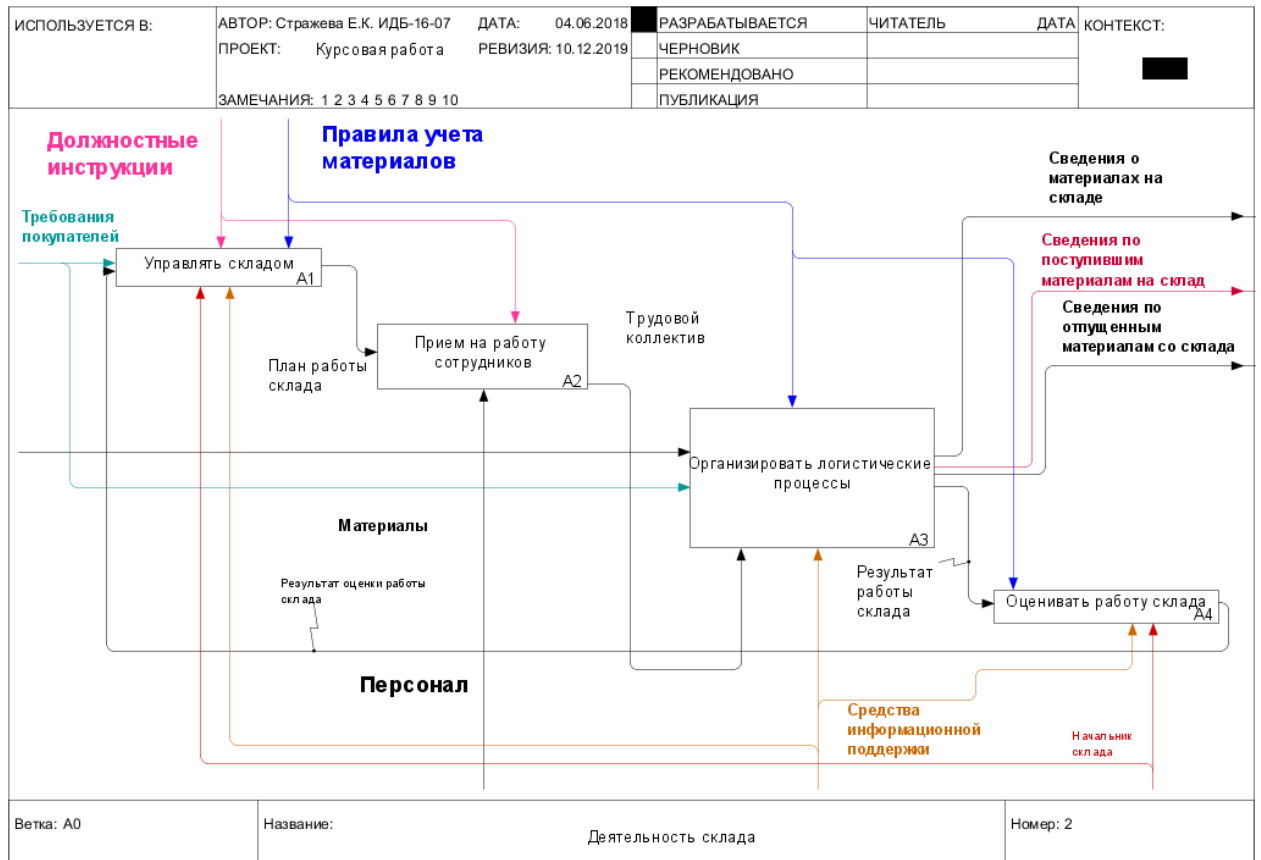 ИСПОЛЬЗУЕТСЯ В:
АВТОР: Стражева Е.К. ИДБ-16-07
ДАТА: 04.06.2018
РАЗРАБАТЫВАЕТСЯ
ЧИТАТЕЛЬ
ДАТА
КОНТЕКСТ:
ПРОЕКТ: Курсовая работа
РЕВИЗИЯ: 10.12.2019
ЧЕРНОВИК
РЕКОМЕНДОВАНО
ЗАМЕЧАНИЯ: 1 2 3 4 5 6 7 8 9 10
ПУБЛИКАЦИЯ
Должностные
инструкции
Правила учета
материалов
Сведения о
материалах на
складе
Требования
покупателей
Сведения по
поступившим
материалам на склад
Управлять складом
A1
Сведения по
отпущенным
материалам со склада
Трудовой
коллектив
Прием на работу
сотрудников
A2
План работы
склада
Организировать логистические
процессы
A3
Материалы
Результат
работы
склада
Результат оценки работы
склада
Оценивать работу склада
A4
Персонал
Средства
информационной
поддержки
Начальник
склада
Ветка: A0
Название:
Деятельность склада
Номер: 2